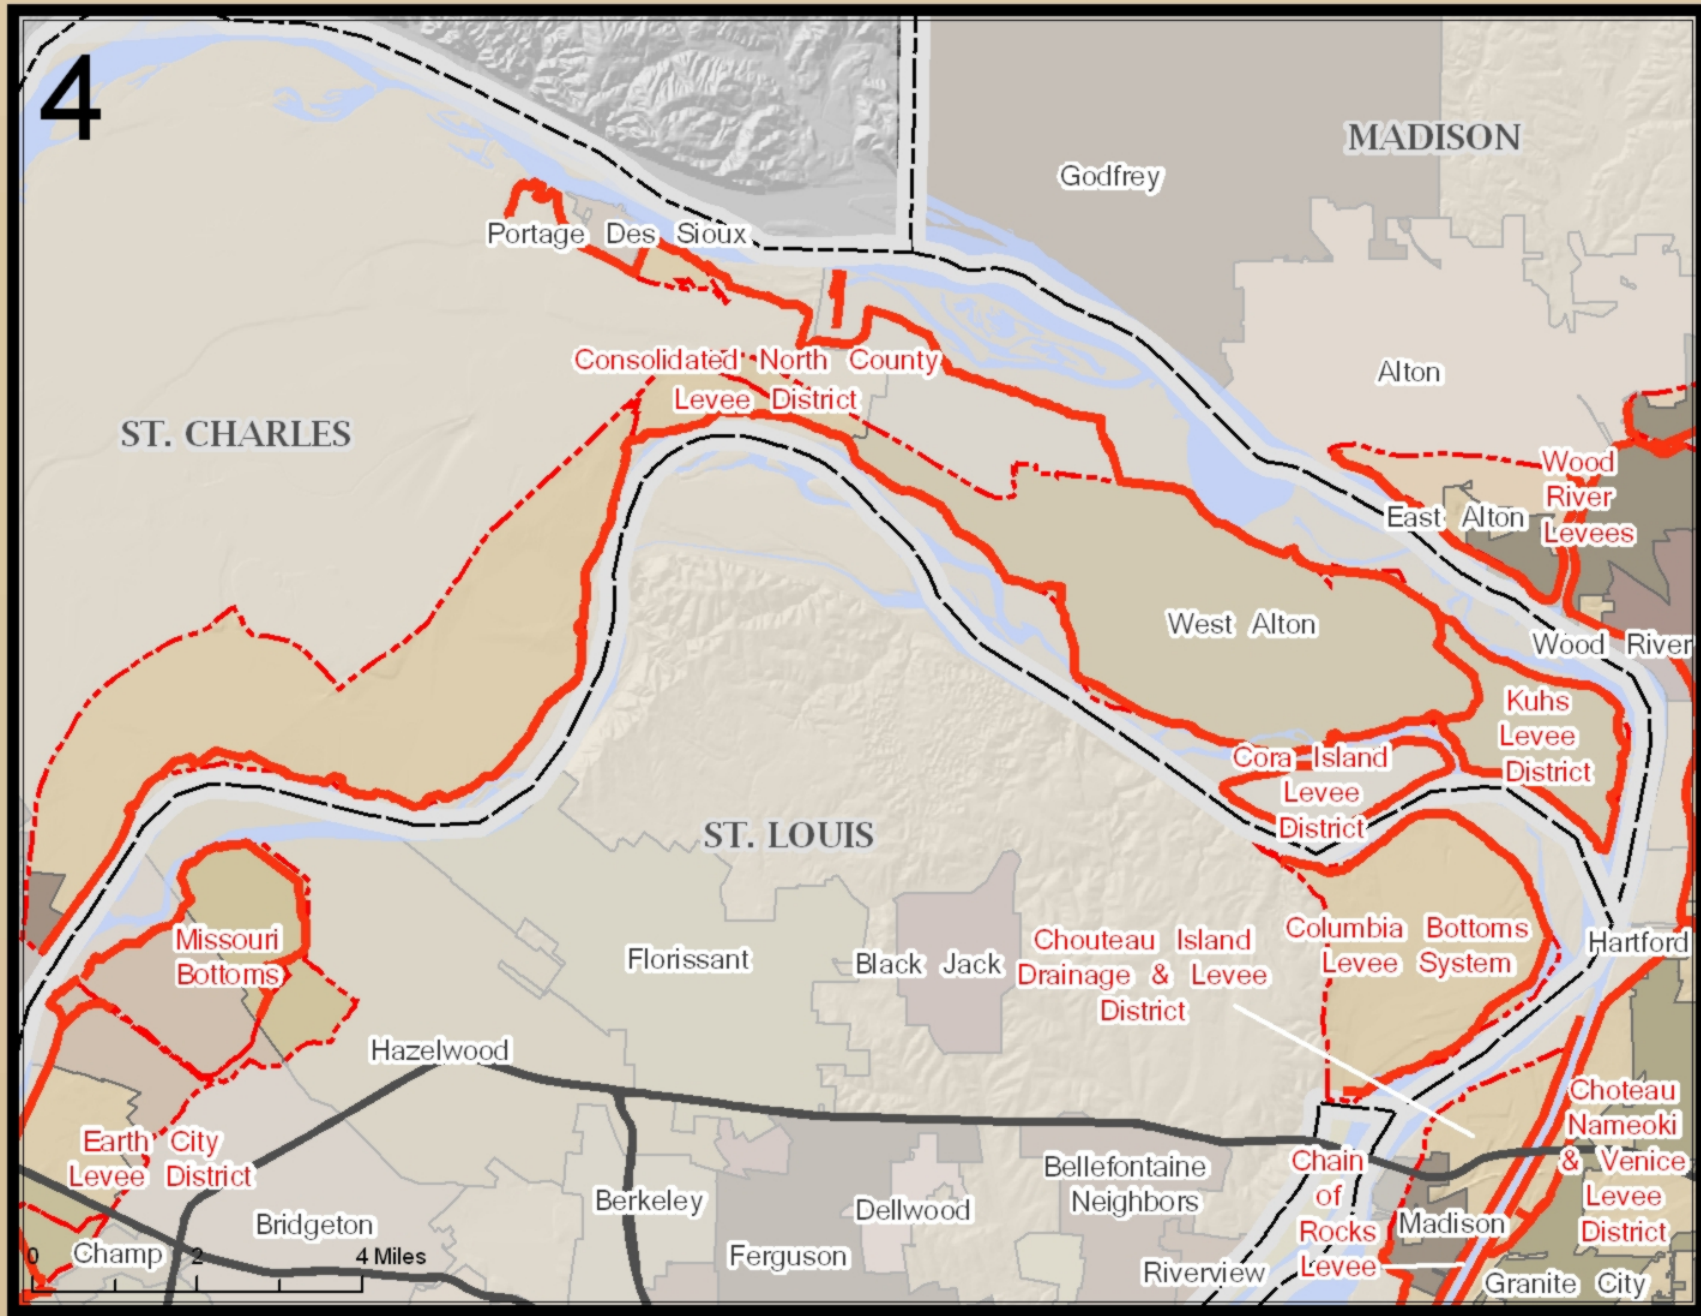 4
MADISON
Godfrey
Portage Des Sioux
Consolidated North County
Levee District
Alton
ST. CHARLES
Wood
River
Levees
East Alton
West Alton
Wood River
Kuhs
Levee
District
Cora Island
Levee
District
ST. LOUIS
Missouri
Bottoms
Florissant
Black Jack
Chouteau Island
Drainage & Levee
District
Columbia Bottoms
Levee System
Hartford
Hazelwood
Earth City
Levee District
Choteau
Nameoki
& Venice
Levee
District
Bellefontaine
Neighbors
Chain
of
Rocks
Levee
Berkeley
Dellwood
Madison
Bridgeton
Champ
Ferguson
Riverview
Granite City
0 2 4 Miles